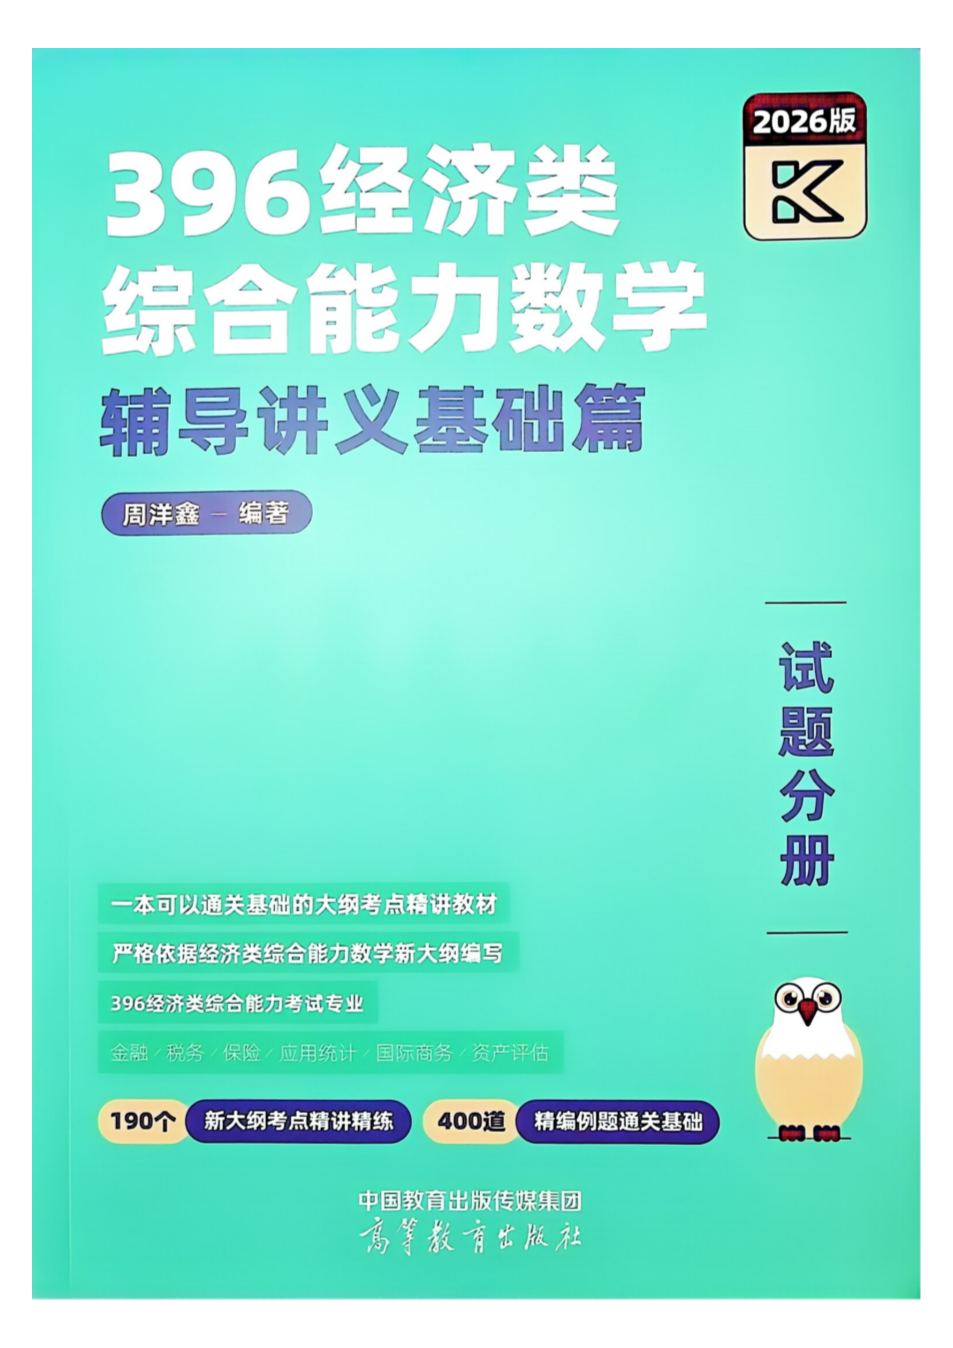 2026版
396经济类
综合能力数学
辅导讲义基础篇
周洋鑫 — 编著
试题分册
一本可以通关基础的大纲考点精讲教材
严格依据经济类综合能力数学新大纲编写
396经济类综合能力考试专业
金融/税务/保险/应用统计/国际商务/资产评估
190个 新大纲考点精讲精练 400道 精编例题通关基础
中国教育出版传媒集团
高等教育出版社